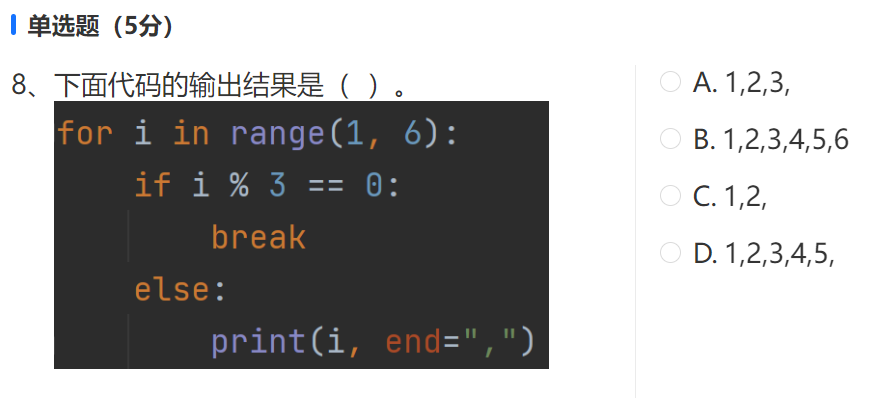 单选题（5分）
8、下面代码的输出结果是（ ）。
for i in range(1, 6):
    if i % 3 == 0:
        break
    else:
        print(i, end=",")
A. 1,2,3,
B. 1,2,3,4,5,6
C. 1,2,
D. 1,2,3,4,5,